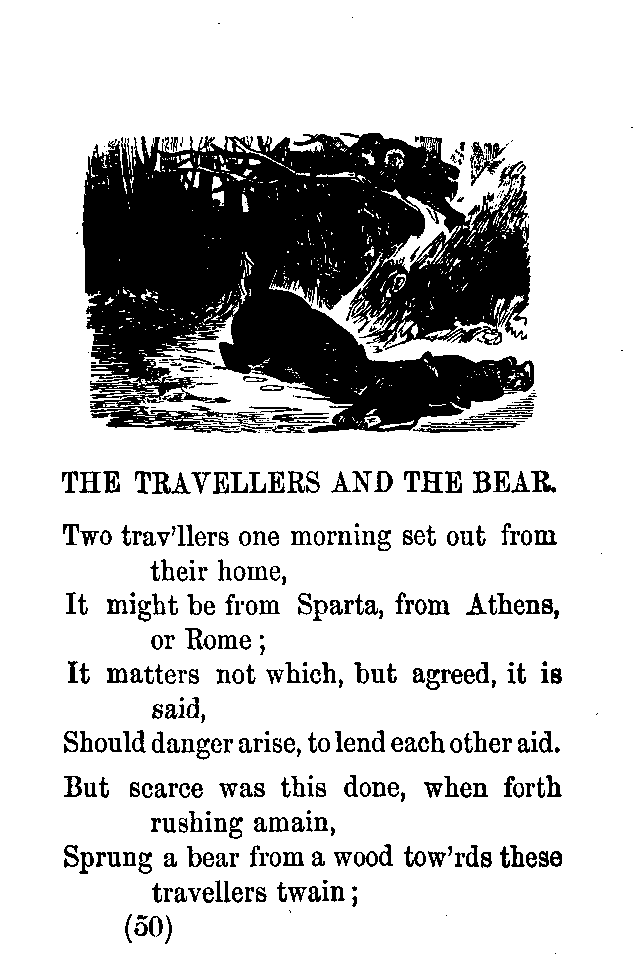 THE TRAVELLERS AND THE BEAR.
Two trav'llers one morning set out from
their home,
It might be from Sparta, from Athens,
or Rome ;
It matters not which, but agreed, it is
said,
Should danger arise, to lend each other aid.
But scarce was this done, when forth
rushing amain,
Sprung a bear from a wood tow'rds these
travellers twain ;
(50)